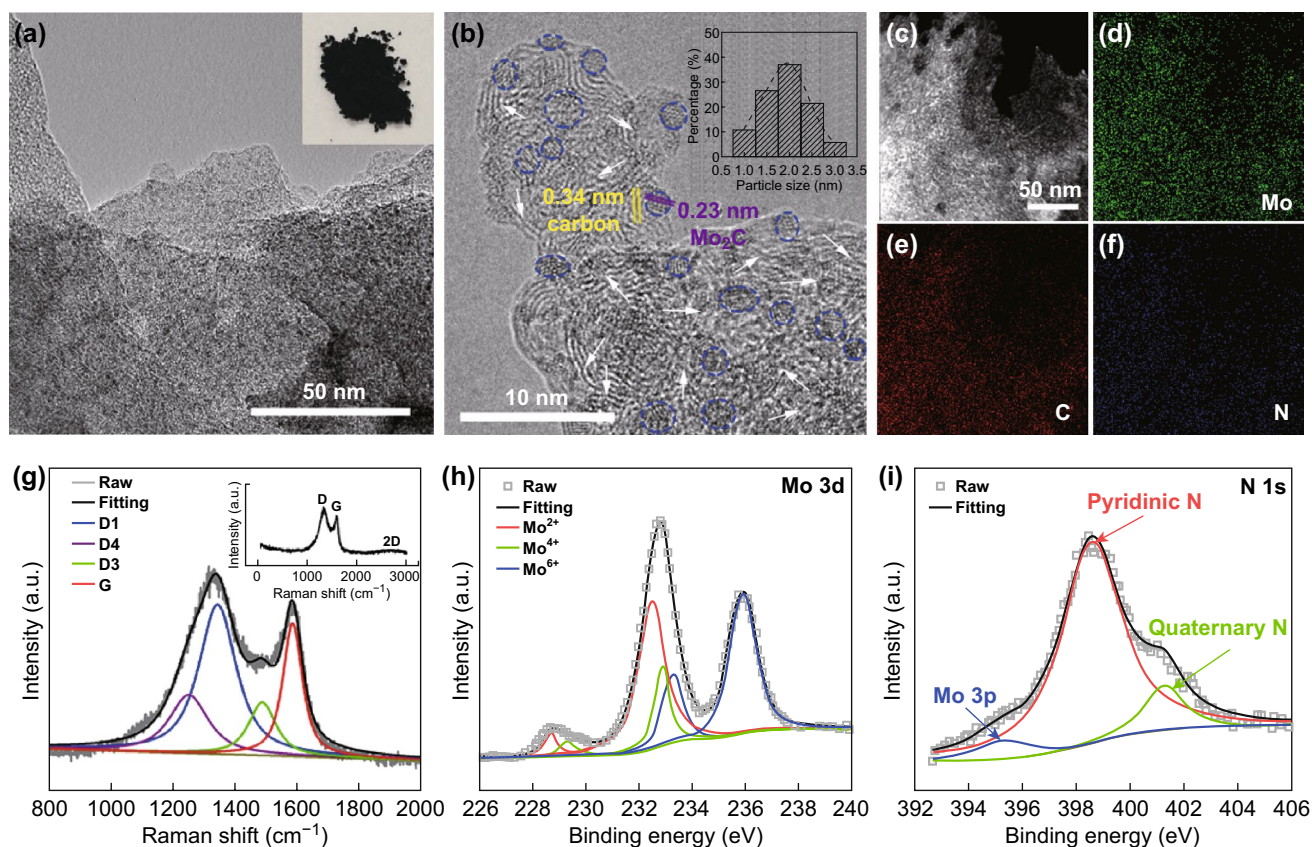 (a)
50 nm
(b)
50
40
30
20
10
0
Percentage (%)
0.5 1.0 1.5 2.0 2.5 3.0 3.5
Particle size (nm)
0.34 nm
carbon
0.23 nm
Mo₂C
10 nm
(c)
50 nm
(d)
Mo
(e)
C
(f)
N
(g)
Raw
Fitting
D1
D4
D3
G
Intensity (a.u.)
D
G
2D
0 1000 2000 3000
Raman shift (cm⁻¹)
Intensity (a.u.)
800 1000 1200 1400 1600 1800 2000
Raman shift (cm⁻¹)
(h)
Mo 3d
Raw
Fitting
Mo²⁺
Mo⁴⁺
Mo⁶⁺
Intensity (a.u.)
226 228 230 232 234 236 238 240
Binding energy (eV)
(i)
N 1s
Raw
Fitting
Pyridinic N
Quaternary N
Mo 3p
Intensity (a.u.)
392 394 396 398 400 402 404 406
Binding energy (eV)